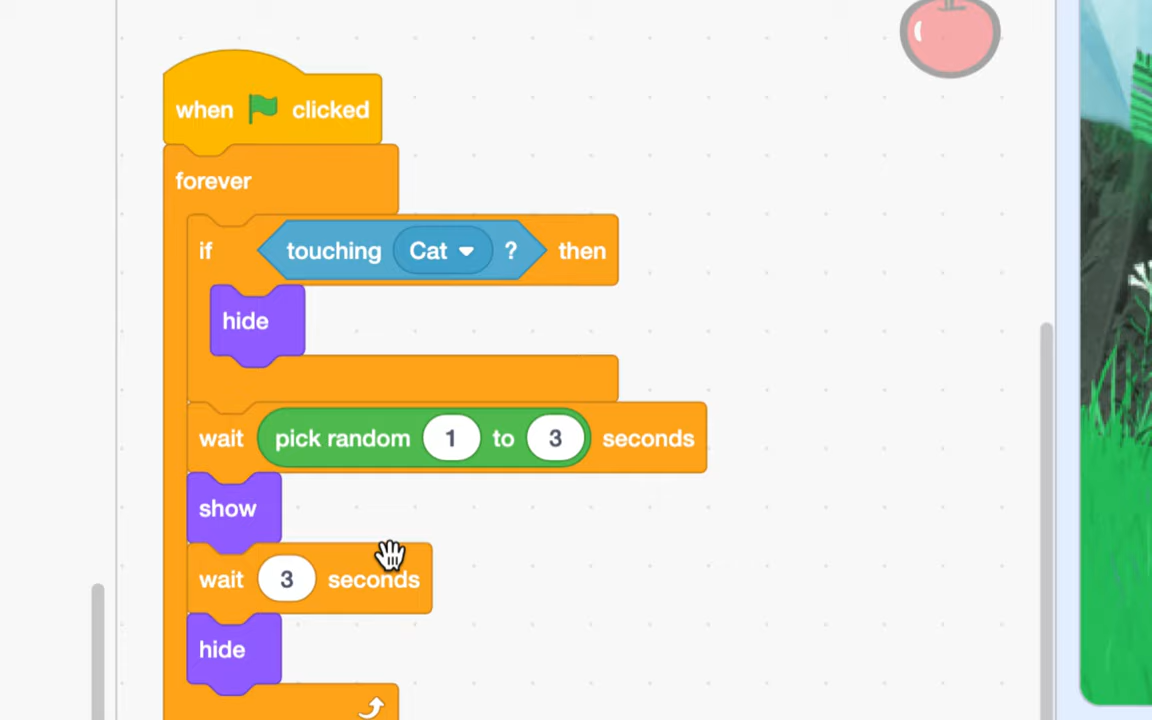 when clicked
forever
if touching Cat ? then
hide
wait pick random 1 to 3 seconds
show
wait 3 seconds
hide